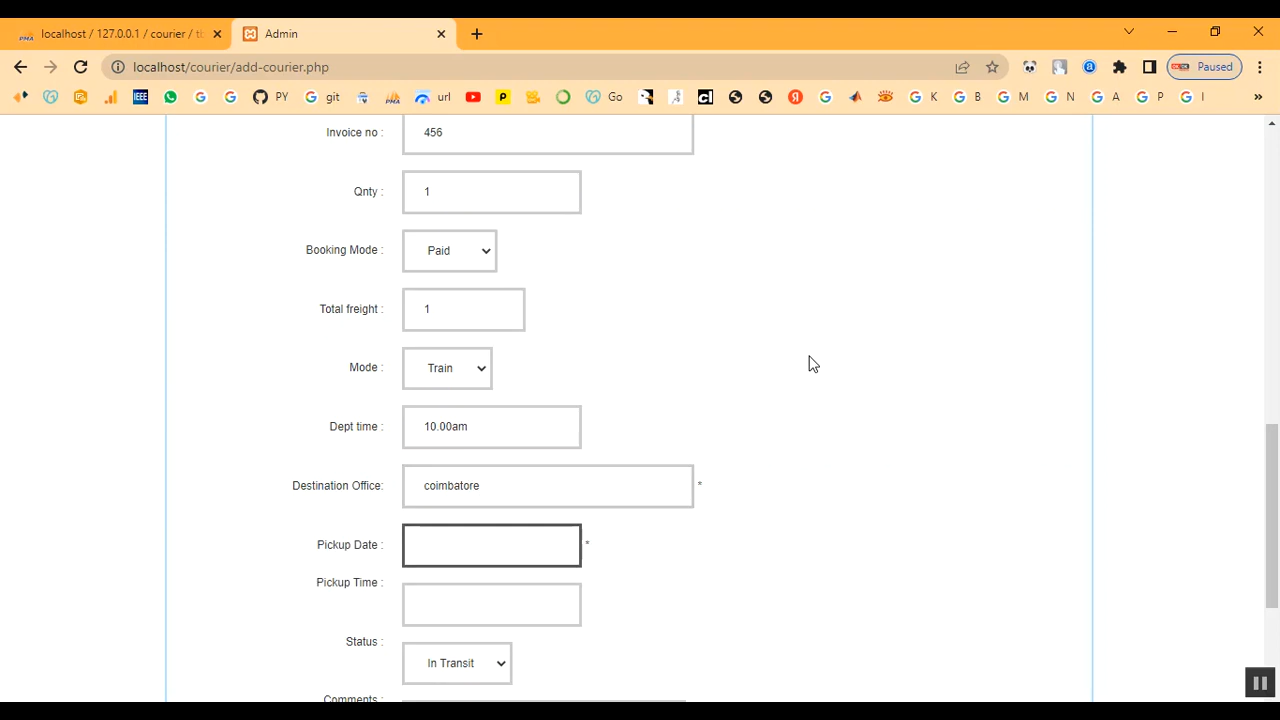 localhost / 127.0.0.1 / courier / tb
Admin
localhost/courier/add-courier.php
Paused
IEEE
PY
git
url
Go
K
B
M
N
A
P
I
Invoice no :
456
Qnty :
1
Booking Mode :
Paid
Total freight :
1
Mode :
Train
Dept time :
10.00am
Destination Office:
coimbatore
*
Pickup Date :
*
Pickup Time :
Status :
In Transit
Comments :